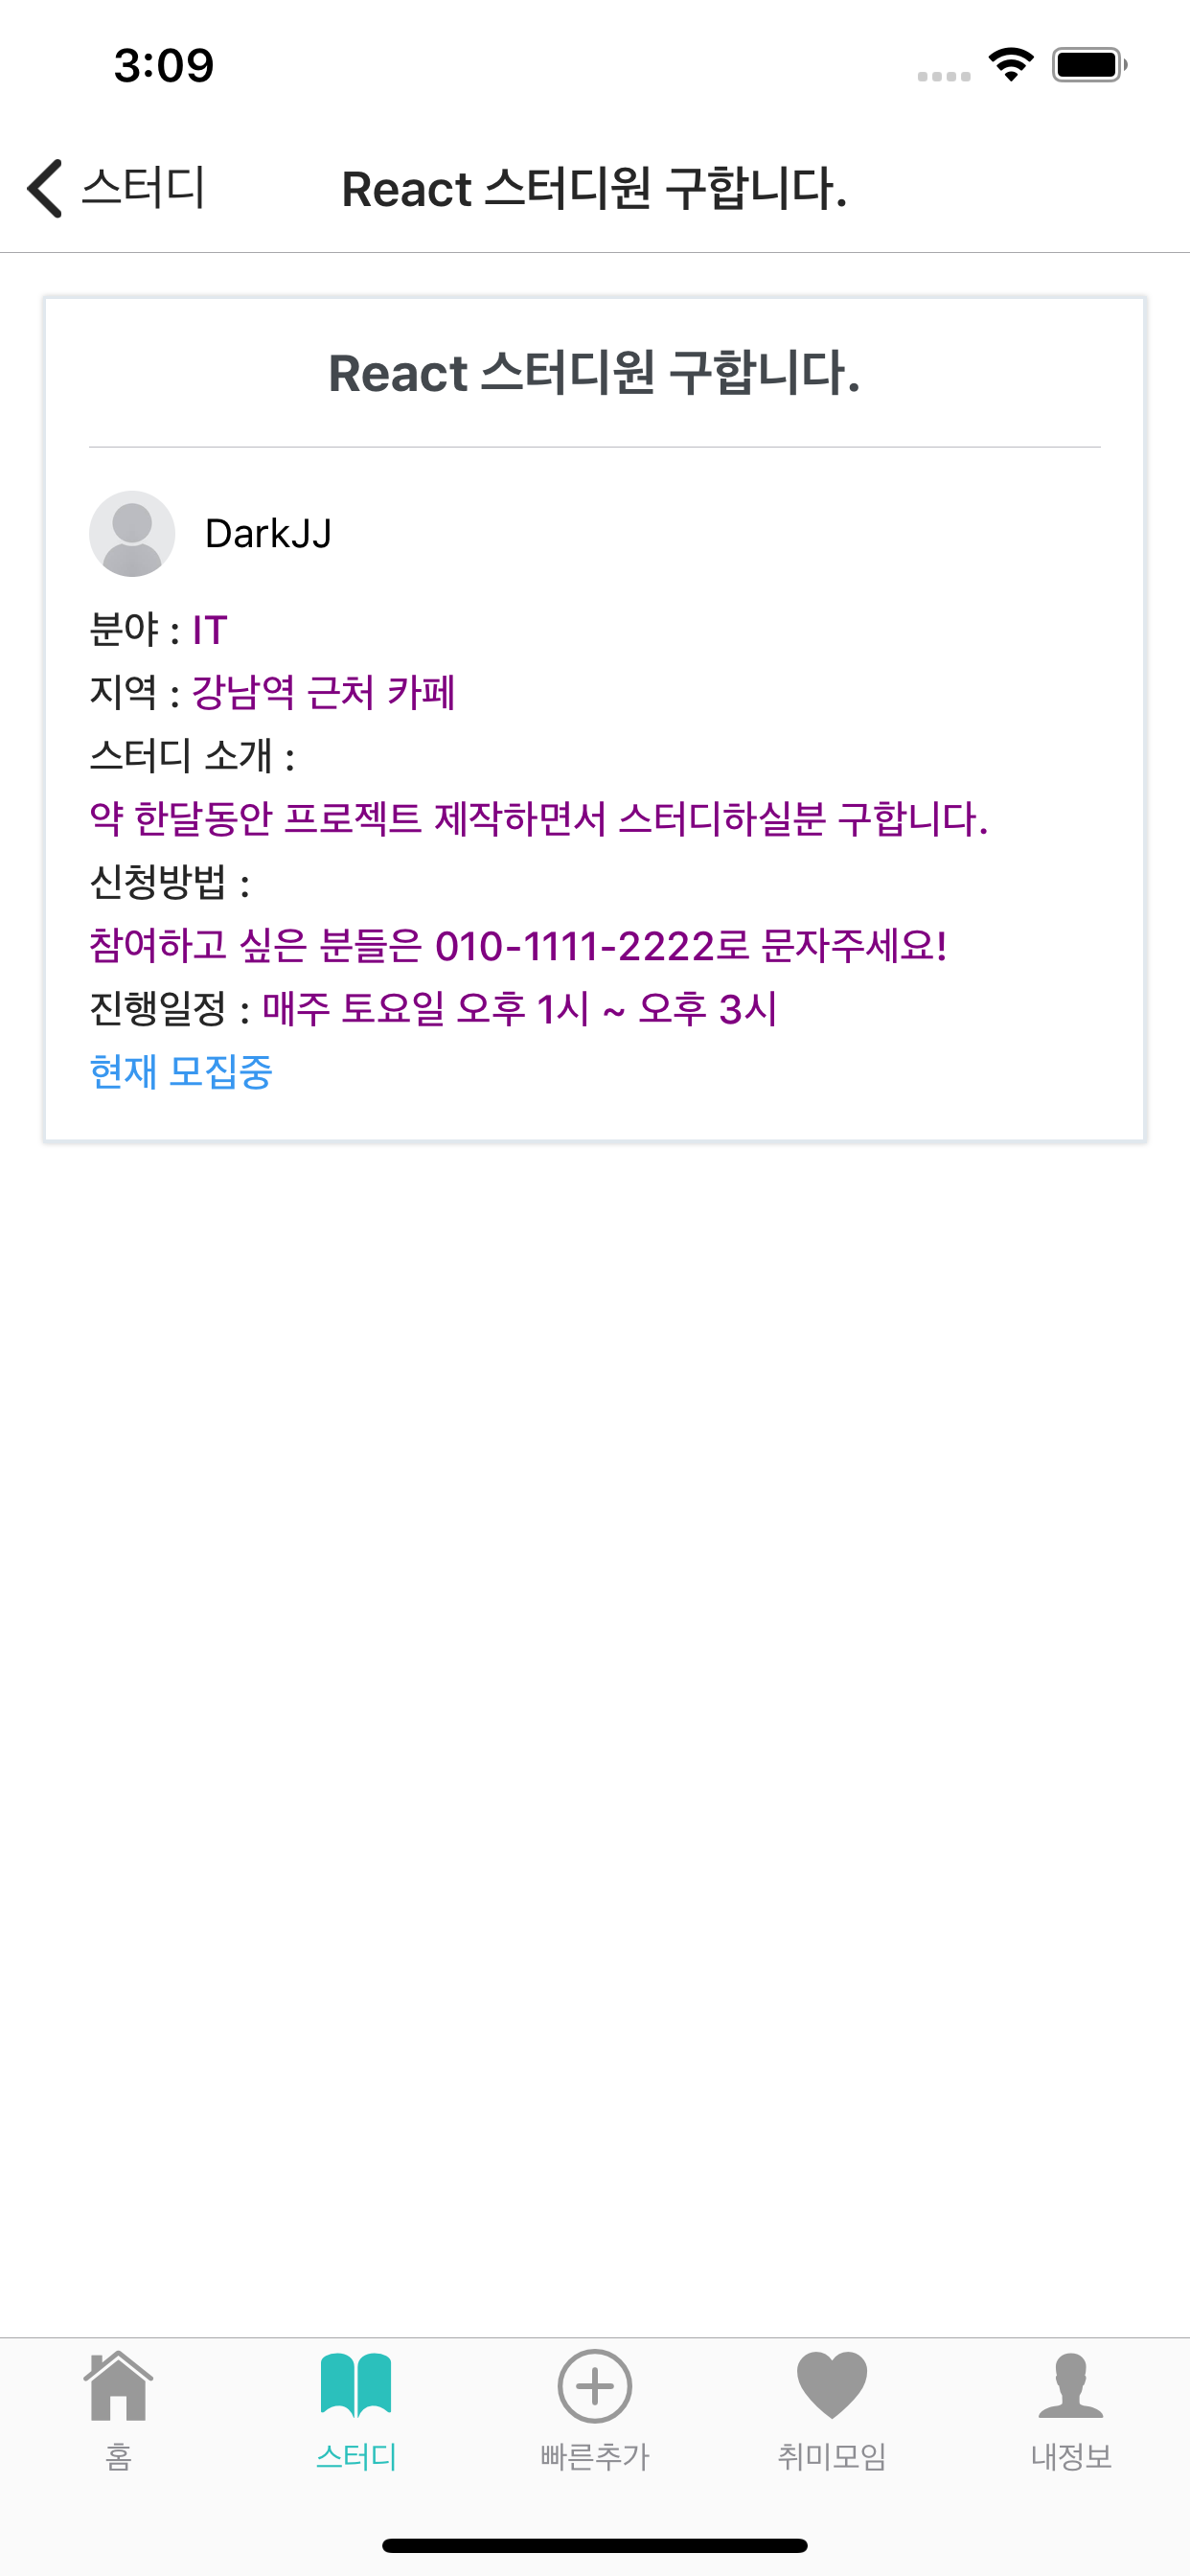 3:09
스터디
React 스터디원 구합니다.
React 스터디원 구합니다.
DarkJJ
분야 : IT
지역 : 강남역 근처 카페
스터디 소개 :
약 한달동안 프로젝트 제작하면서 스터디하실분 구합니다.
신청방법 :
참여하고 싶은 분들은 010-1111-2222로 문자주세요!
진행일정 : 매주 토요일 오후 1시 ~ 오후 3시
현재 모집중
홈
스터디
빠른추가
취미모임
내정보